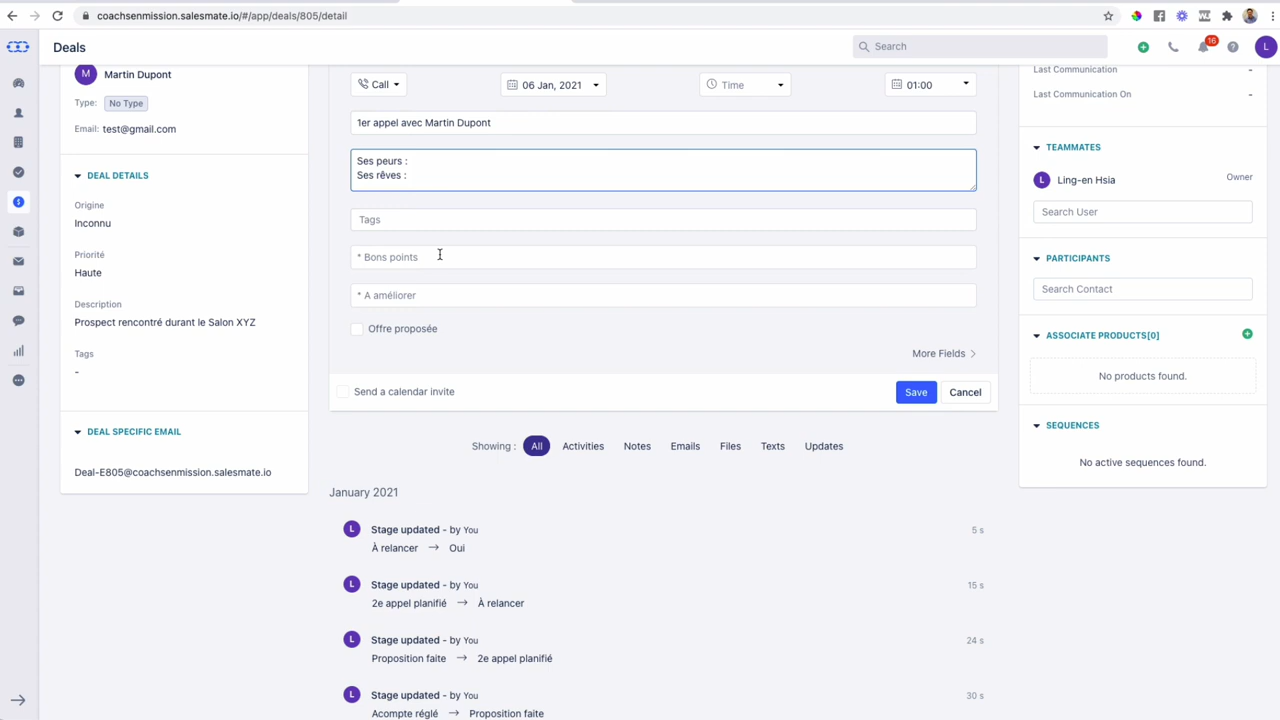 coachsenmission.salesmate.io/#/app/deals/805/detail
Deals
Search
16
L
M
Martin Dupont
Type: No Type
Email: test@gmail.com
DEAL DETAILS
Origine
Inconnu
Priorité
Haute
Description
Prospect rencontré durant le Salon XYZ
Tags
-
DEAL SPECIFIC EMAIL
Deal-E805@coachsenmission.salesmate.io
Call
06 Jan, 2021
Time
01:00
1er appel avec Martin Dupont
Ses peurs :
Ses rêves :
Tags
* Bons points
* A améliorer
Offre proposée
More Fields
Send a calendar invite
Save
Cancel
Showing : All Activities Notes Emails Files Texts Updates
January 2021
L
Stage updated - by You
5 s
À relancer → Oui
L
Stage updated - by You
15 s
2e appel planifié → À relancer
L
Stage updated - by You
24 s
Proposition faite → 2e appel planifié
L
Stage updated - by You
30 s
Acompte réglé → Proposition faite
Last Communication -
Last Communication On -
TEAMMATES
L
Ling-en Hsia
Owner
Search User
PARTICIPANTS
Search Contact
ASSOCIATE PRODUCTS[0]
No products found.
SEQUENCES
No active sequences found.